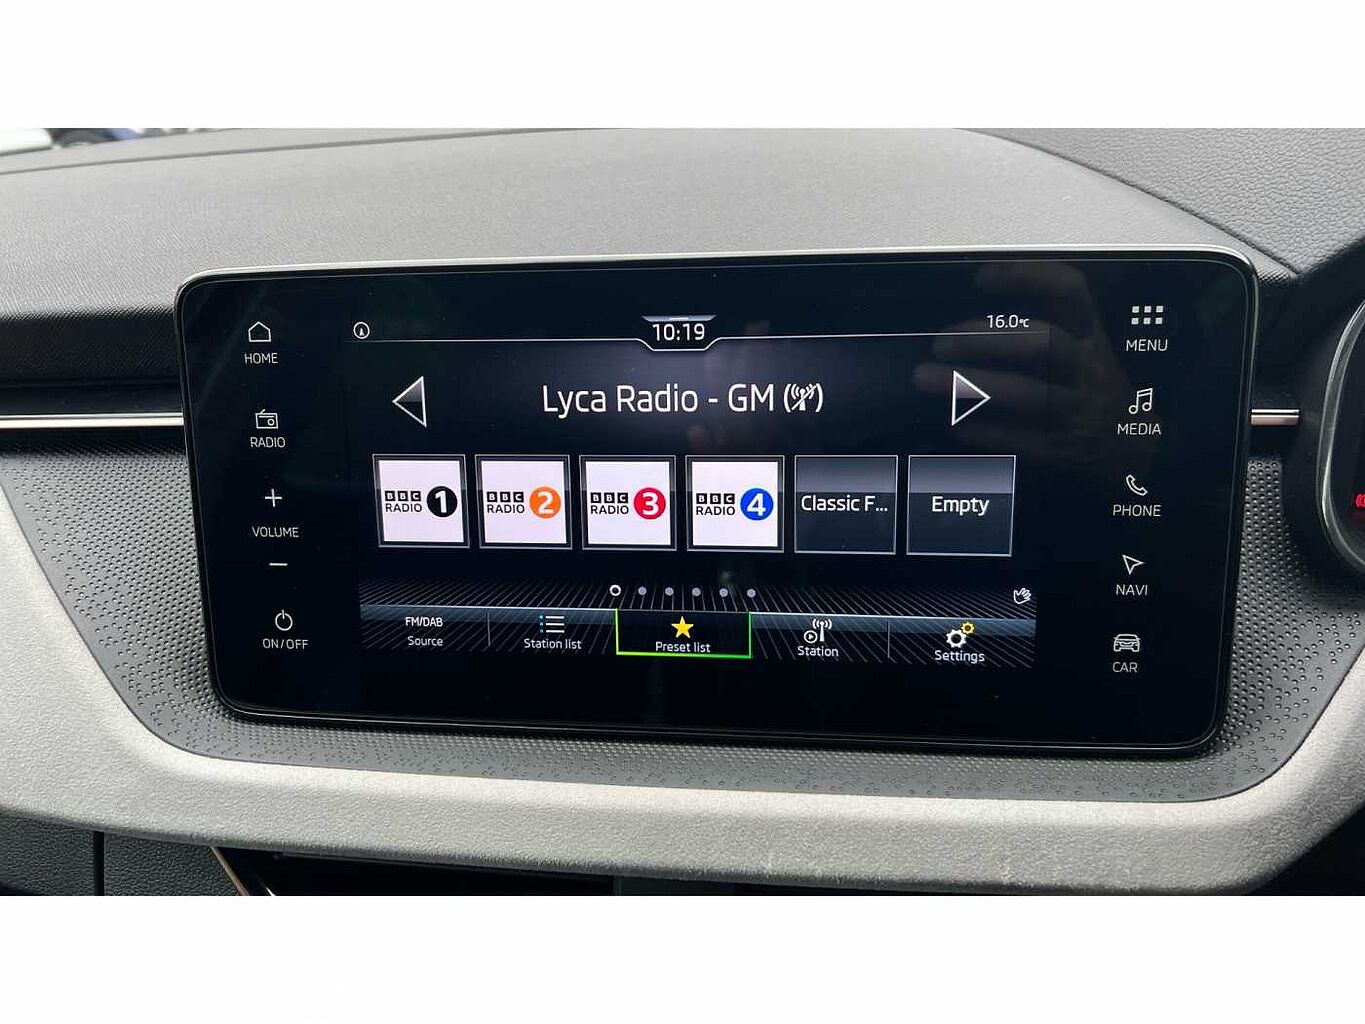 10:19
16.0°C
HOME
MENU
Lyca Radio - GM
RADIO
MEDIA
BBC RADIO 1
BBC RADIO 2
BBC RADIO 3
BBC RADIO 4
Classic F...
Empty
+
VOLUME
−
PHONE
NAVI
ON/OFF
FM/DAB
Source
Station list
Preset list
Station
Settings
CAR